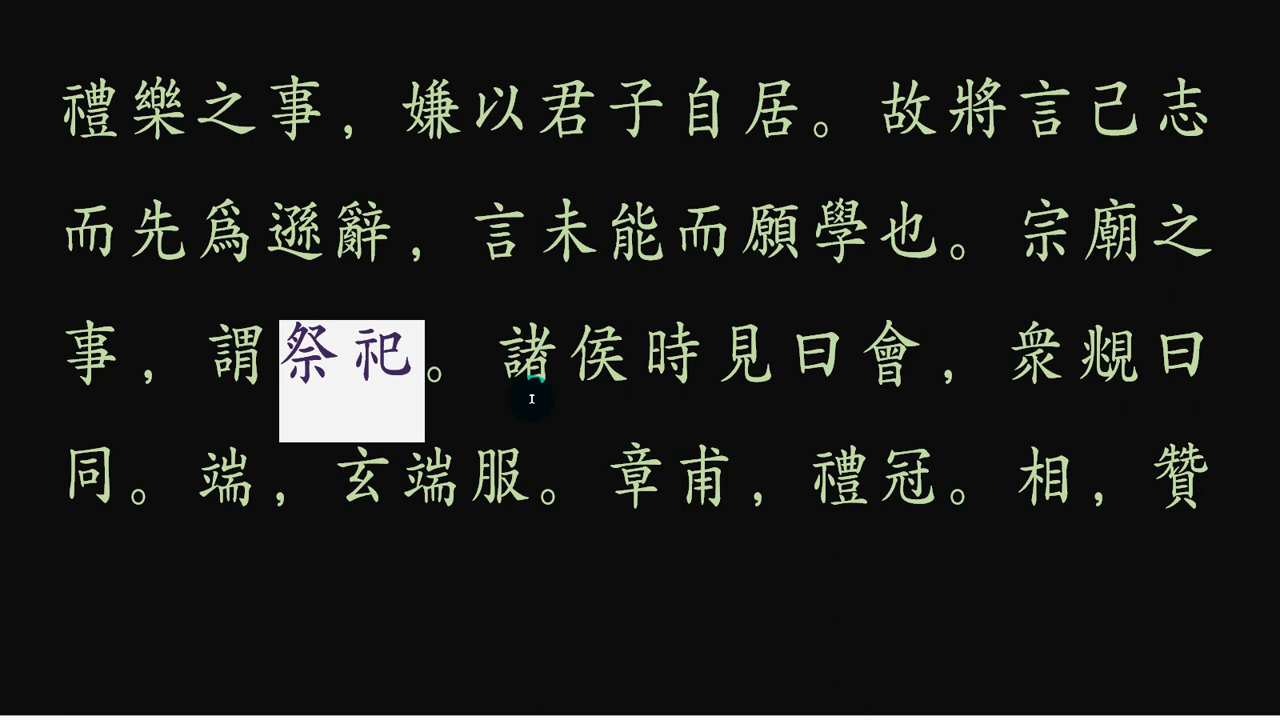 禮樂之事，嫌以君子自居。故將言己志
而先爲遜辭，言未能而願學也。宗廟之
事，謂祭祀。諸侯時見曰會，衆覜曰
同。端，玄端服。章甫，禮冠。相，贊